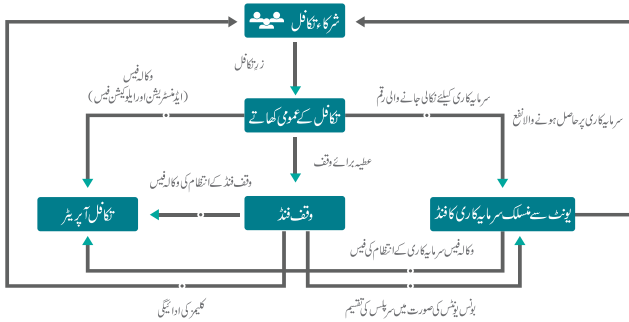 شرکاء تکافل
زرِ تکافل
وکالہ فیس
(ایڈمنسٹریشن اور ایلوکیشن فیس)
تکافل کے عمومی کھاتے
سرمایہ کاری کیلئے نکالی جانے والی رقم
سرمایہ کاری پر حاصل ہونے والا نفع
عطیہ برائے وقف
وقف فنڈ کے انتظام کی وکالہ فیس
تکافل آپریٹر
وقف فنڈ
یونٹ سے منسلک سرمایہ کاری کا فنڈ
وکالہ فیس سرمایہ کاری کے انتظام کی فیس
کلیمز کی ادائیگی
بونس یونٹس کی صورت میں سرپلس کی تقسیم